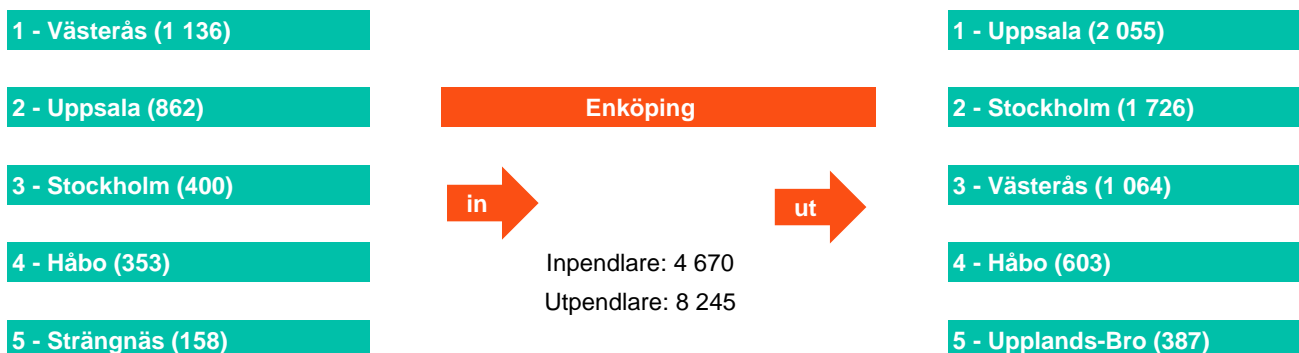 1 - Västerås (1 136)
2 - Uppsala (862)
3 - Stockholm (400)
4 - Håbo (353)
5 - Strängnäs (158)
Enköping
in
ut
Inpendlare: 4 670
Utpendlare: 8 245
1 - Uppsala (2 055)
2 - Stockholm (1 726)
3 - Västerås (1 064)
4 - Håbo (603)
5 - Upplands-Bro (387)